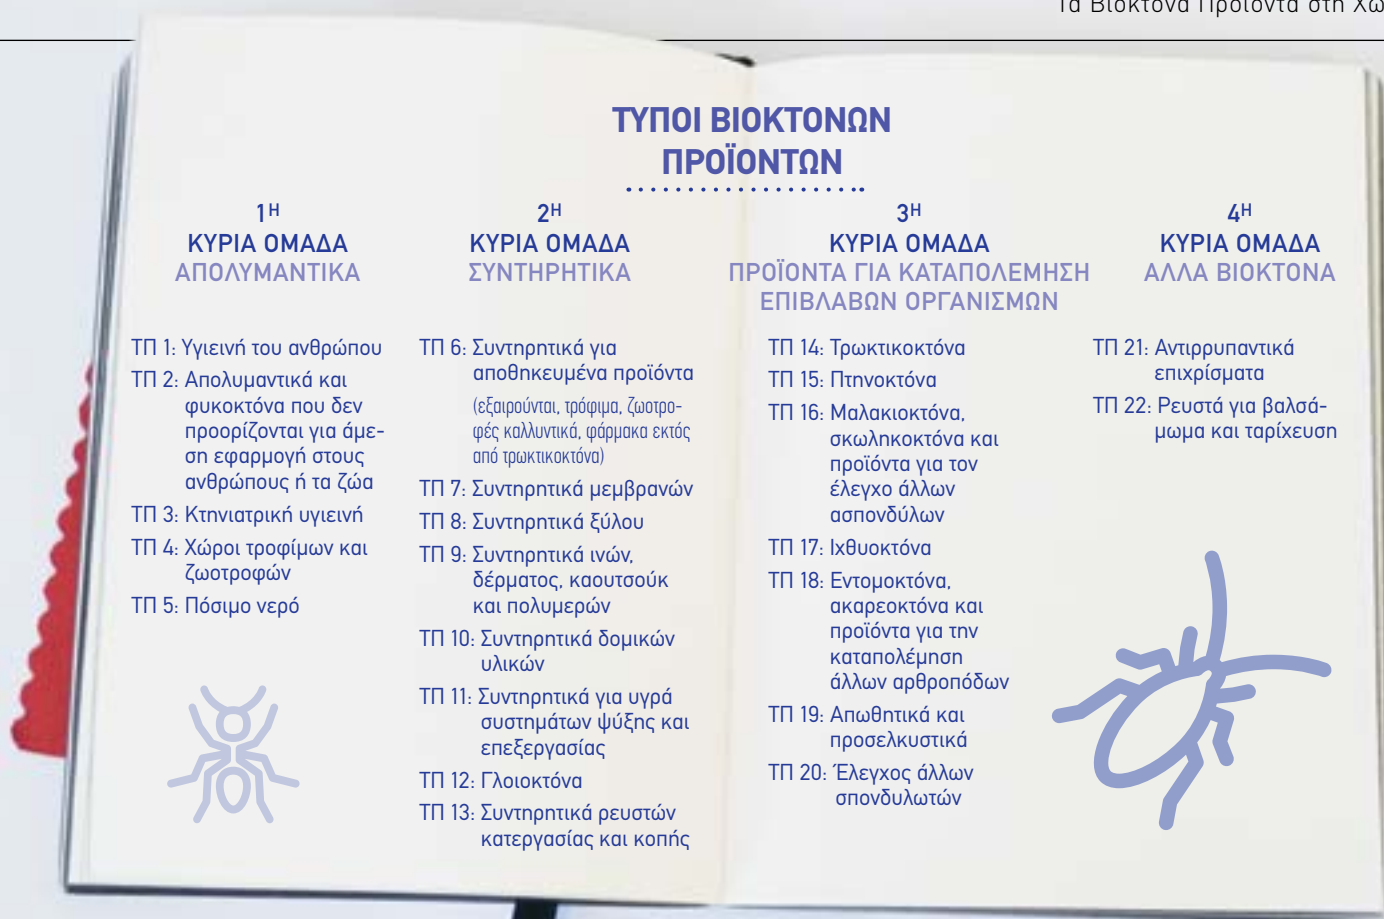 Τα Βιοκτόνα Προϊόντα στη
ΤΥΠΟΙ ΒΙΟΚΤΟΝΩΝ
ΠΡΟΪΟΝΤΩΝ
1Η
ΚΥΡΙΑ ΟΜΑΔΑ
ΑΠΟΛΥΜΑΝΤΙΚΑ
ΤΠ 1: Υγιεινή του ανθρώπου
ΤΠ 2: Απολυμαντικά και
φυκοκτόνα που δεν
προορίζονται για άμε-
ση εφαρμογή στους
ανθρώπους ή τα ζώα
ΤΠ 3: Κτηνιατρική υγιεινή
ΤΠ 4: Χώροι τροφίμων και
ζωοτροφών
ΤΠ 5: Πόσιμο νερό
2Η
ΚΥΡΙΑ ΟΜΑΔΑ
ΣΥΝΤΗΡΗΤΙΚΑ
ΤΠ 6: Συντηρητικά για
αποθηκευμένα προϊόντα
(εξαιρούνται, τρόφιμα, ζωοτρο-
φές καλλυντικά, φάρμακα εκτός
από τρωκτικοκτόνα)
ΤΠ 7: Συντηρητικά μεμβρανών
ΤΠ 8: Συντηρητικά ξύλου
ΤΠ 9: Συντηρητικά ινών,
δέρματος, καουτσούκ
και πολυμερών
ΤΠ 10: Συντηρητικά δομικών
υλικών
ΤΠ 11: Συντηρητικά για υγρά
συστημάτων ψύξης και
επεξεργασίας
ΤΠ 12: Γλοιοκτόνα
ΤΠ 13: Συντηρητικά ρευστών
κατεργασίας και κοπής
3Η
ΚΥΡΙΑ ΟΜΑΔΑ
ΠΡΟΪΟΝΤΑ ΓΙΑ ΚΑΤΑΠΟΛΕΜΗΣΗ
ΕΠΙΒΛΑΒΩΝ ΟΡΓΑΝΙΣΜΩΝ
ΤΠ 14: Τρωκτικοκτόνα
ΤΠ 15: Πτηνοκτόνα
ΤΠ 16: Μαλακιοκτόνα,
σκωληκοκτόνα και
προϊόντα για τον
έλεγχο άλλων
ασπονδύλων
ΤΠ 17: Ιχθυοκτόνα
ΤΠ 18: Εντομοκτόνα,
ακαρεοκτόνα και
προϊόντα για την
καταπολέμηση
άλλων αρθροπόδων
ΤΠ 19: Απωθητικά και
προσελκυστικά
ΤΠ 20: Έλεγχος άλλων
σπονδυλωτών
4Η
ΚΥΡΙΑ ΟΜΑΔΑ
ΑΛΛΑ ΒΙΟΚΤΟΝΑ
ΤΠ 21: Αντιρρυπαντικά
επιχρίσματα
ΤΠ 22: Ρευστά για βαλσά-
μωμα και ταρίχευση